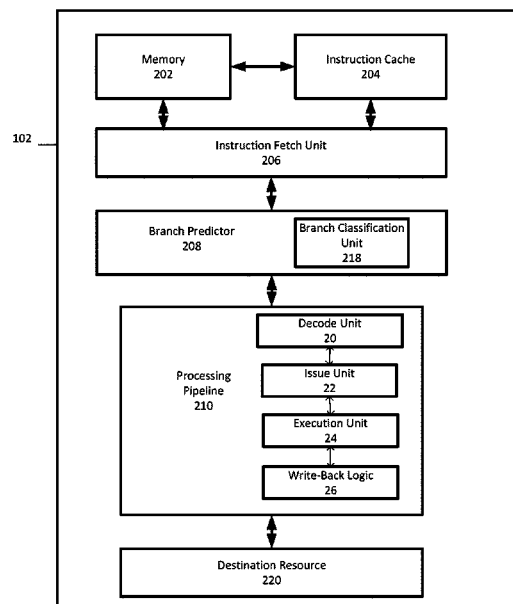 Memory
202
Instruction Cache
204
102
Instruction Fetch Unit
206
Branch Predictor
208
Branch Classification
Unit
218
Decode Unit
20
Processing
Pipeline
210
Issue Unit
22
Execution Unit
24
Write-Back Logic
26
Destination Resource
220